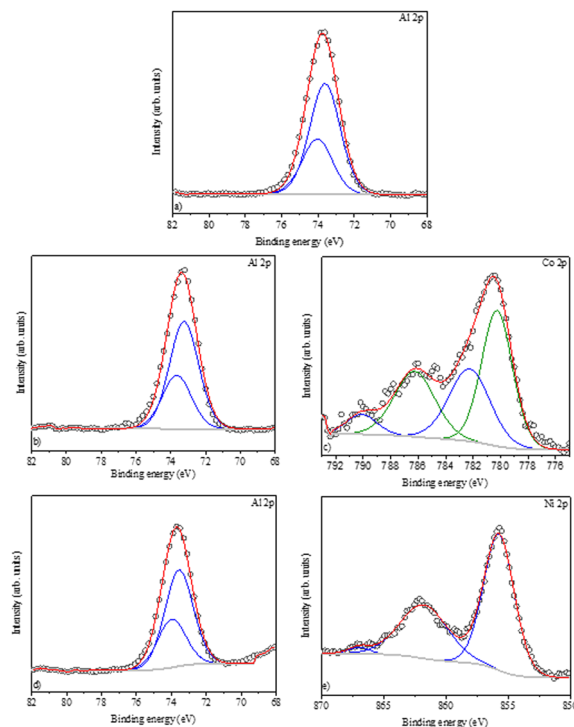 Al 2p
Intensity (arb. units)
a)
82 80 78 76 74 72 70 68
Binding energy (eV)
Al 2p
Intensity (arb. units)
b)
82 80 78 76 74 72 70 68
Binding energy (eV)
Co 2p
Intensity (arb. units)
c)
792 790 788 786 784 782 780 778 776
Binding energy (eV)
Al 2p
Intensity (arb. units)
d)
82 80 78 76 74 72 70 68
Binding energy (eV)
Ni 2p
Intensity (arb. units)
e)
870 865 860 855 850
Binding energy (eV)